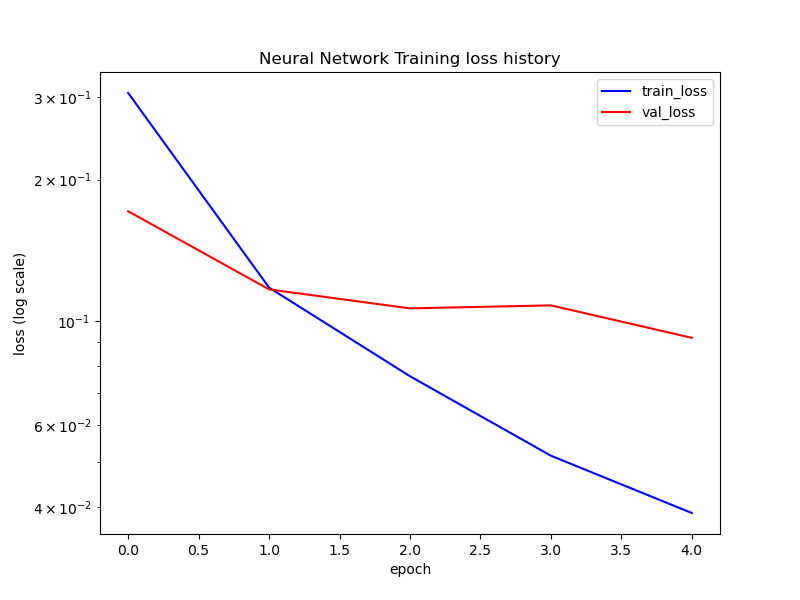 Neural Network Training loss history
train_loss
val_loss
3 × 10⁻¹
2 × 10⁻¹
10⁻¹
6 × 10⁻²
4 × 10⁻²
loss (log scale)
0.0 0.5 1.0 1.5 2.0 2.5 3.0 3.5 4.0
epoch